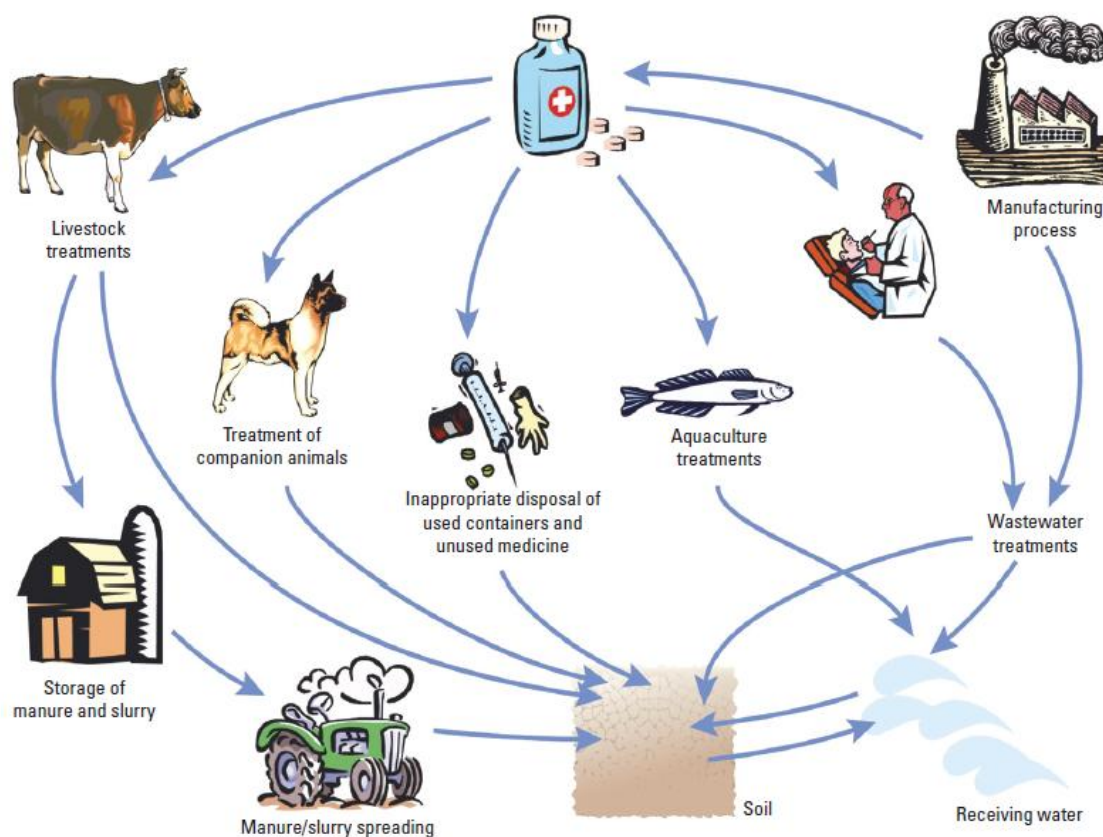 Livestock
treatments
Manufacturing
process
Treatment of
companion animals
Aquaculture
treatments
Inappropriate disposal of
used containers and
unused medicine
Wastewater
treatments
Storage of
manure and slurry
Manure/slurry spreading
Soil
Receiving water